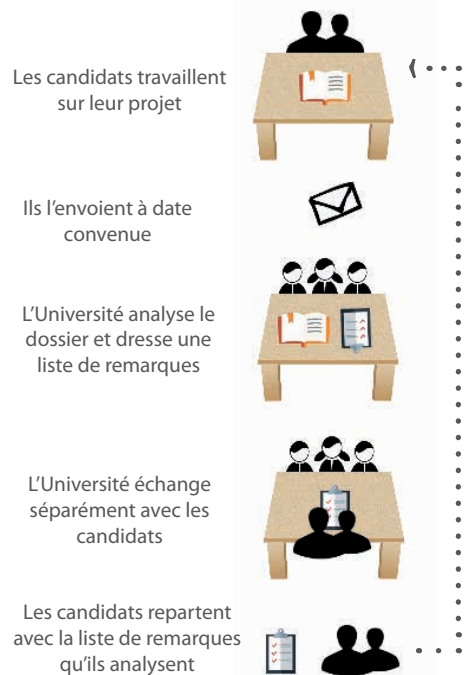 Les candidats travaillent
sur leur projet
Ils l'envoient à date
convenue
L'Université analyse le
dossier et dresse une
liste de remarques
L'Université échange
séparément avec les
candidats
Les candidats repartent
avec la liste de remarques
qu'ils analysent